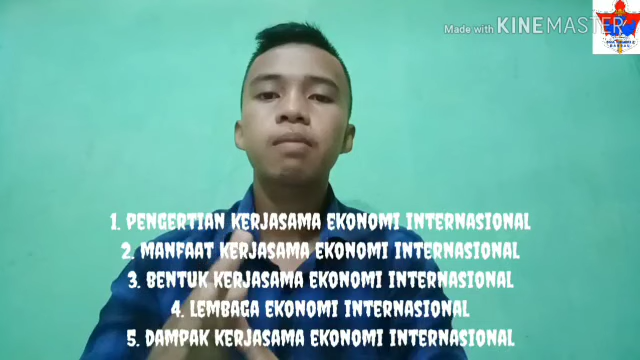 Made with KINEMASTER
1. PENGERTIAN KERJASAMA EKONOMI INTERNASIONAL
2. MANFAAT KERJASAMA EKONOMI INTERNASIONAL
3. BENTUK KERJASAMA EKONOMI INTERNASIONAL
4. LEMBAGA EKONOMI INTERNASIONAL
5. DAMPAK KERJASAMA EKONOMI INTERNASIONAL